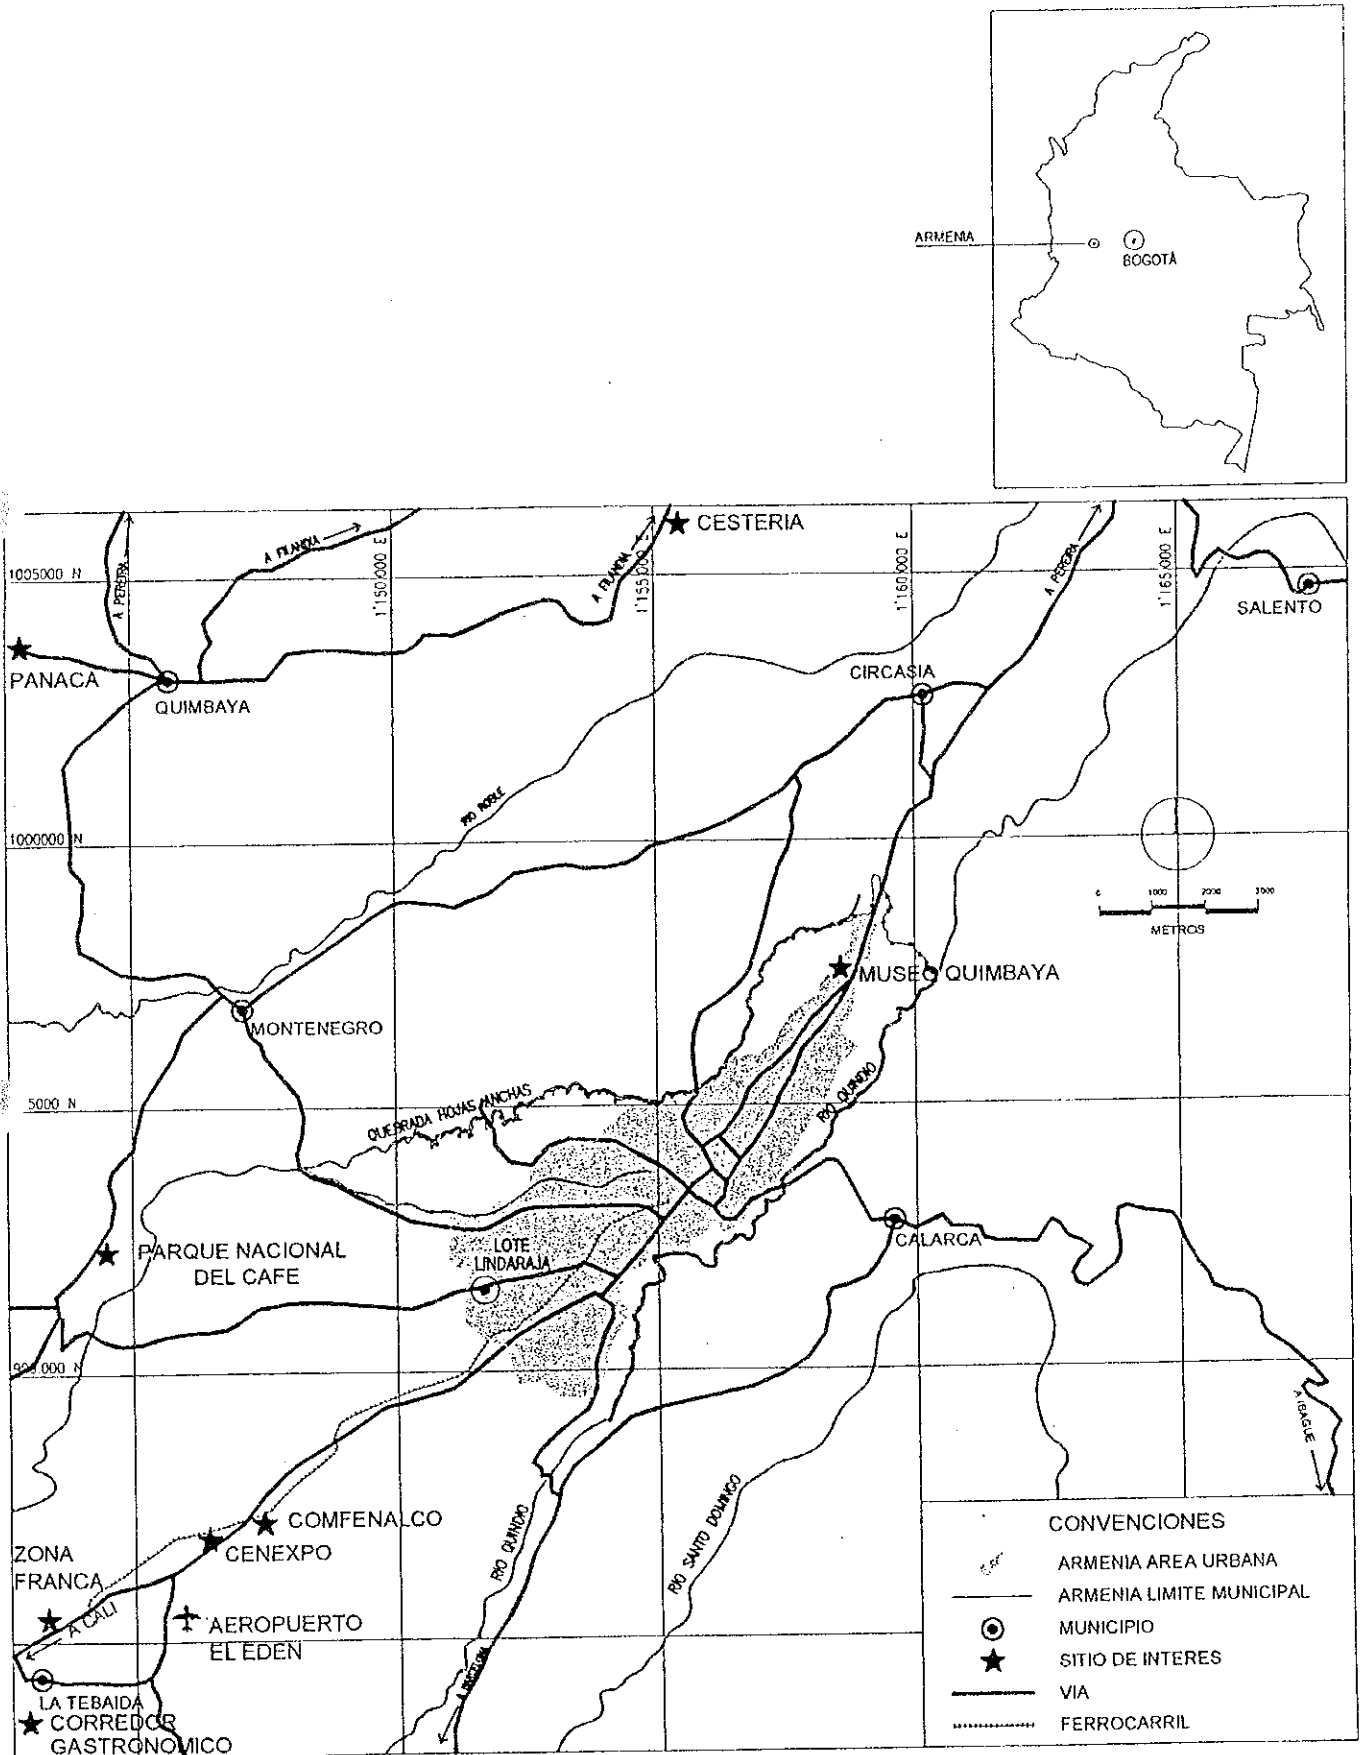 ARMENIA
BOGOTÁ
CESTERIA
A PEREIRA
A FILANDIA
A FILANDIA
1'150.000 E
1'155.000
1'160.000 E
A PEREIRA
1'165.000 E
1005000 N
SALENTO
PANACA
QUIMBAYA
CIRCASIA
RIO ROBLE
1000000 N
1000 2000 3000
METROS
MUSEO QUIMBAYA
MONTENEGRO
5000 N
QUEBRADA HOJAS ANCHAS
RIO QUINDIO
CALARCA
PARQUE NACIONAL
DEL CAFE
LOTE
LINDARAJA
A IBAGUE
COMFENALCO
CENEXPO
ZONA
FRANCA
A CALI
AEROPUERTO
EL EDEN
RIO QUINDIO
RIO SANTO DOMINGO
LA TEBAIDA
CORREDOR
GASTRONOMICO
CONVENCIONES
ARMENIA AREA URBANA
ARMENIA LIMITE MUNICIPAL
MUNICIPIO
SITIO DE INTERES
VIA
FERROCARRIL